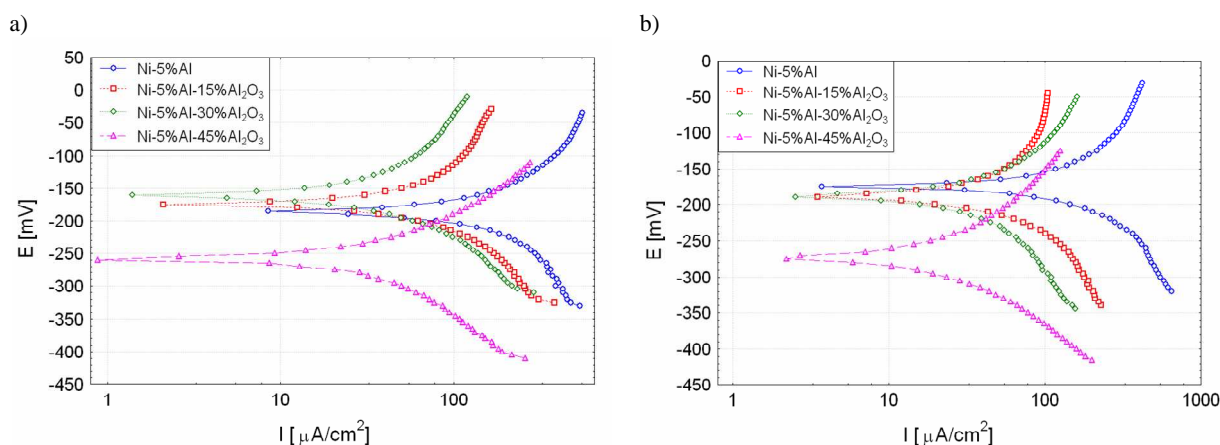 a)
50
0
-50
-100
-150
-200
-250
-300
-350
-400
-450
E [mV]
Ni-5%Al
Ni-5%Al-15%Al₂O₃
Ni-5%Al-30%Al₂O₃
Ni-5%Al-45%Al₂O₃
1 10 100
I [ μA/cm²]
b)
0
-50
-100
-150
-200
-250
-300
-350
-400
-450
E [mV]
Ni-5%Al
Ni-5%Al-15%Al₂O₃
Ni-5%Al-30%Al₂O₃
Ni-5%Al-45%Al₂O₃
1 10 100 1000
I [ μA/cm²]